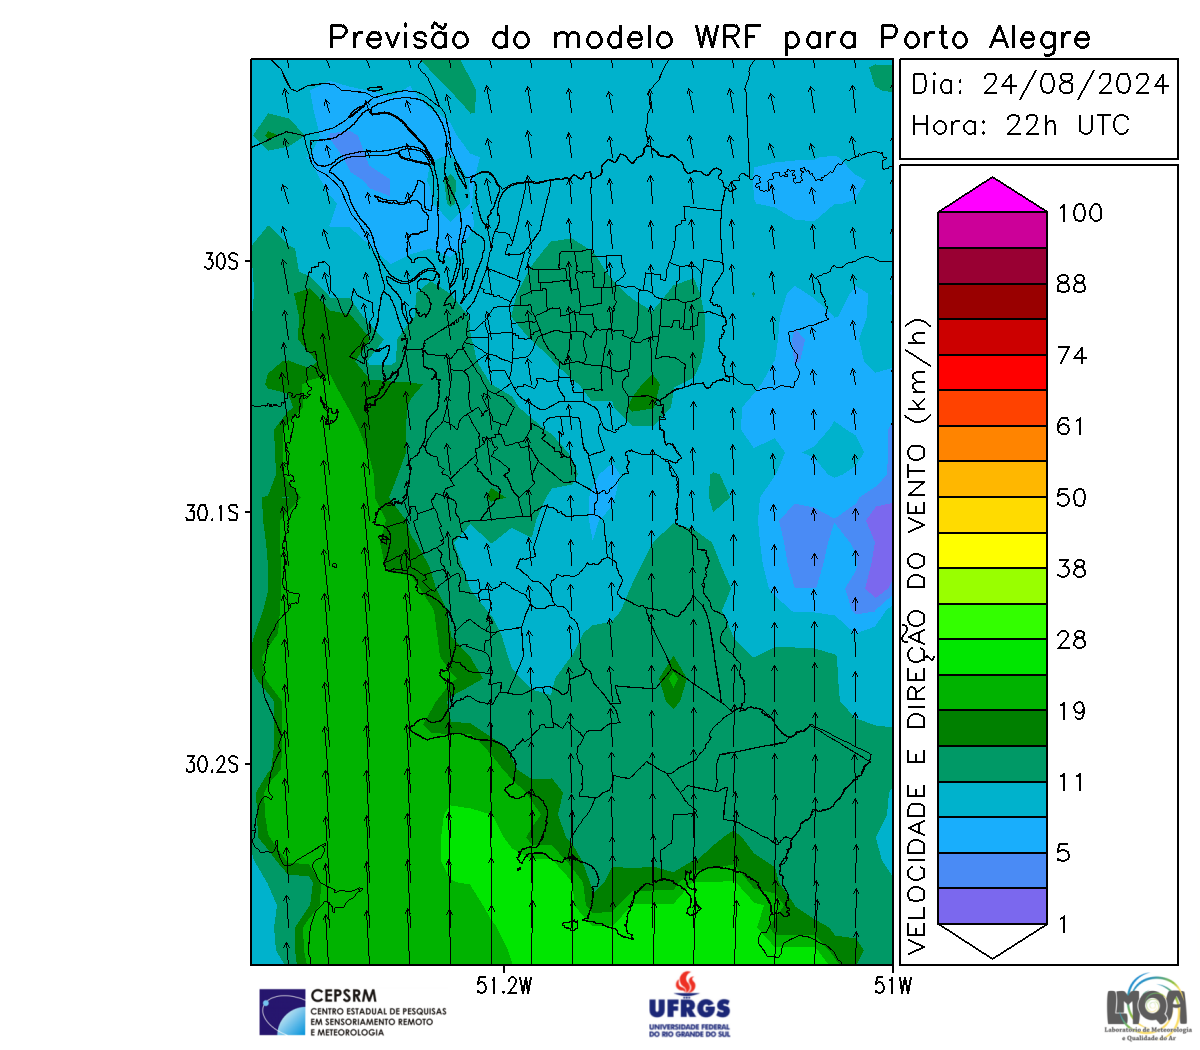 Previsão do modelo WRF para Porto Alegre
Dia: 24/08/2024
Hora: 22h UTC
30S
30.1S
30.2S
51.2W
51W
VELOCIDADE E DIREÇÃO DO VENTO (km/h)
100
88
74
61
50
38
28
19
11
5
1
CEPSRM
CENTRO ESTADUAL DE PESQUISAS
EM SENSORIAMENTO REMOTO
E METEOROLOGIA
UFRGS
UNIVERSIDADE FEDERAL
DO RIO GRANDE DO SUL
LMQA
Laboratório de Meteorologia
e Qualidade do Ar